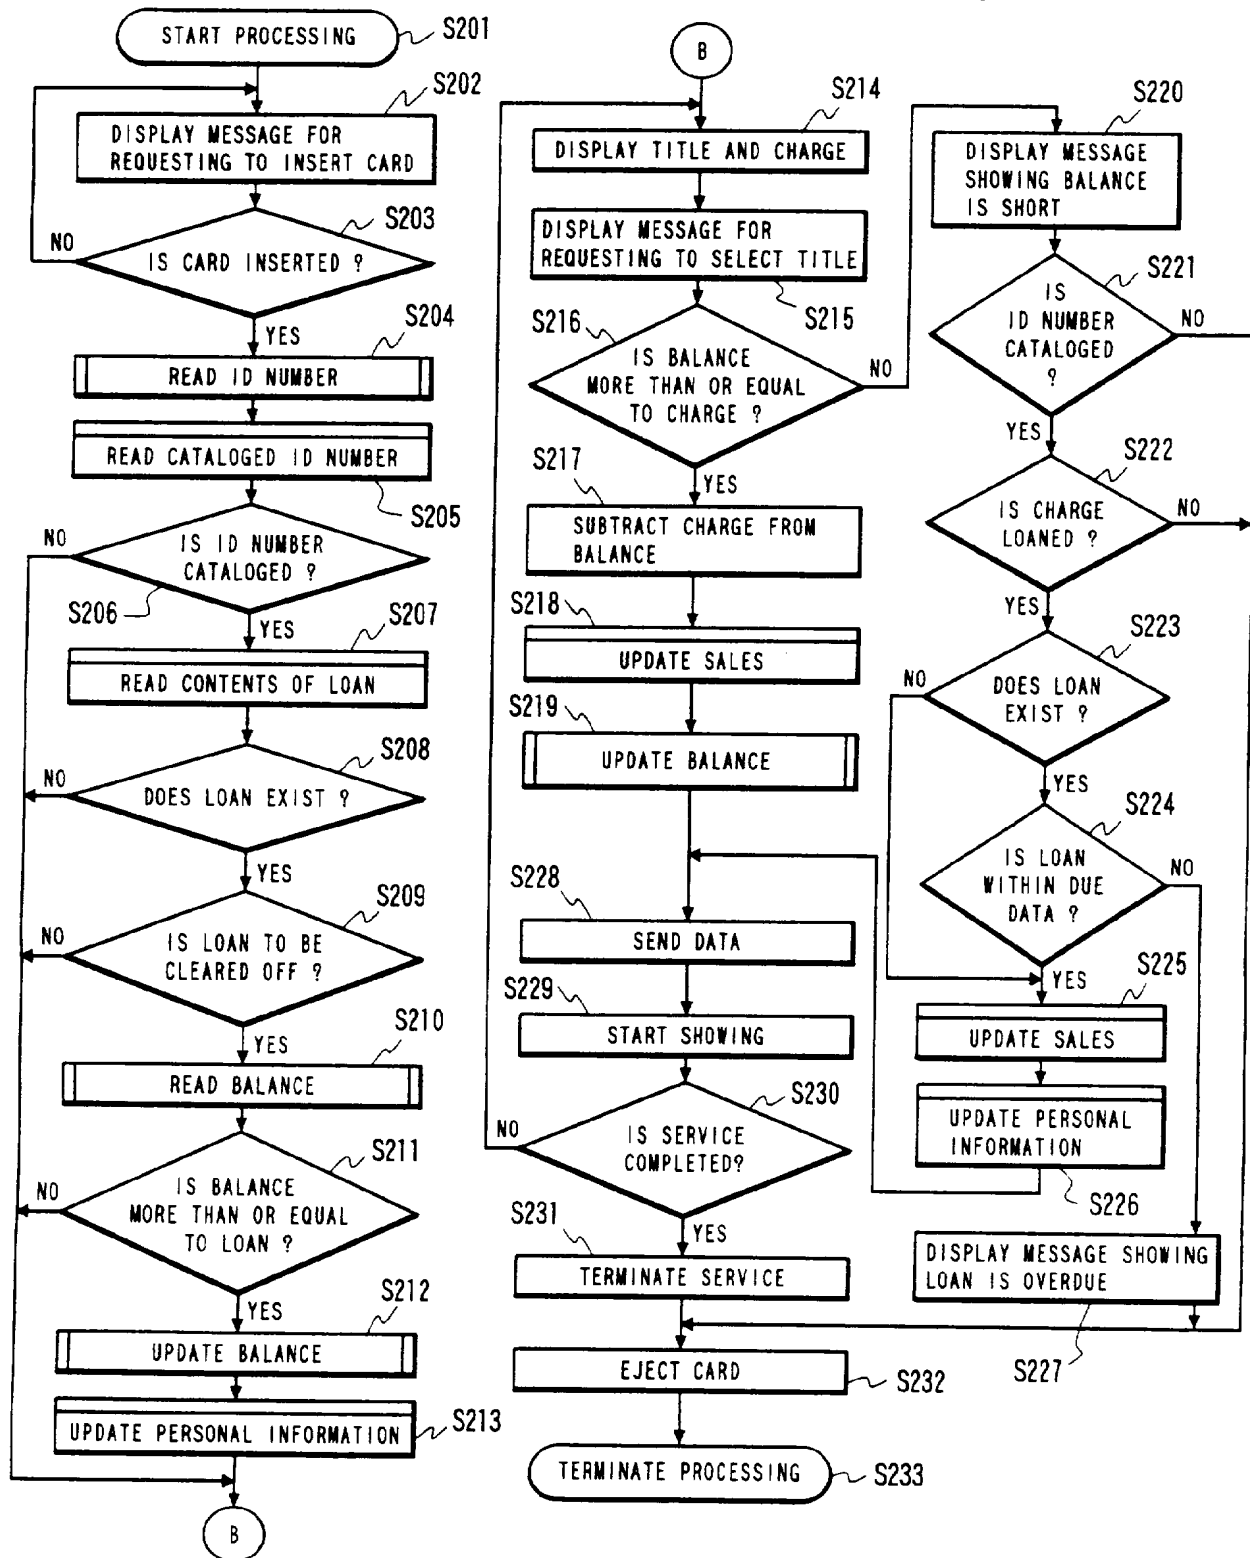 START PROCESSING
S201
S202
DISPLAY MESSAGE FOR
REQUESTING TO INSERT CARD
S203
NO
IS CARD INSERTED ?
YES
S204
READ ID NUMBER
READ CATALOGED ID NUMBER
S205
NO
IS ID NUMBER
CATALOGED ?
S206
YES
S207
READ CONTENTS OF LOAN
S208
NO
DOES LOAN EXIST ?
YES
S209
NO
IS LOAN TO BE
CLEARED OFF ?
YES
S210
READ BALANCE
S211
NO
IS BALANCE
MORE THAN OR EQUAL
TO LOAN ?
YES
S212
UPDATE BALANCE
UPDATE PERSONAL INFORMATION
S213
B
B
S214
DISPLAY TITLE AND CHARGE
DISPLAY MESSAGE FOR
REQUESTING TO SELECT TITLE
S215
S216
IS BALANCE
MORE THAN OR EQUAL
TO CHARGE ?
NO
YES
S217
SUBTRACT CHARGE FROM
BALANCE
S218
UPDATE SALES
S219
UPDATE BALANCE
S228
SEND DATA
S229
START SHOWING
S230
NO
IS SERVICE
COMPLETED?
YES
S231
TERMINATE SERVICE
EJECT CARD
S232
TERMINATE PROCESSING
S233
S220
DISPLAY MESSAGE
SHOWING BALANCE
IS SHORT
S221
IS
ID NUMBER
CATALOGED
?
NO
YES
S222
IS CHARGE
LOANED ?
NO
YES
S223
NO
DOES LOAN
EXIST ?
YES
S224
IS LOAN
WITHIN DUE
DATA ?
NO
YES
S225
UPDATE SALES
UPDATE PERSONAL
INFORMATION
S226
DISPLAY MESSAGE SHOWING
LOAN IS OVERDUE
S227